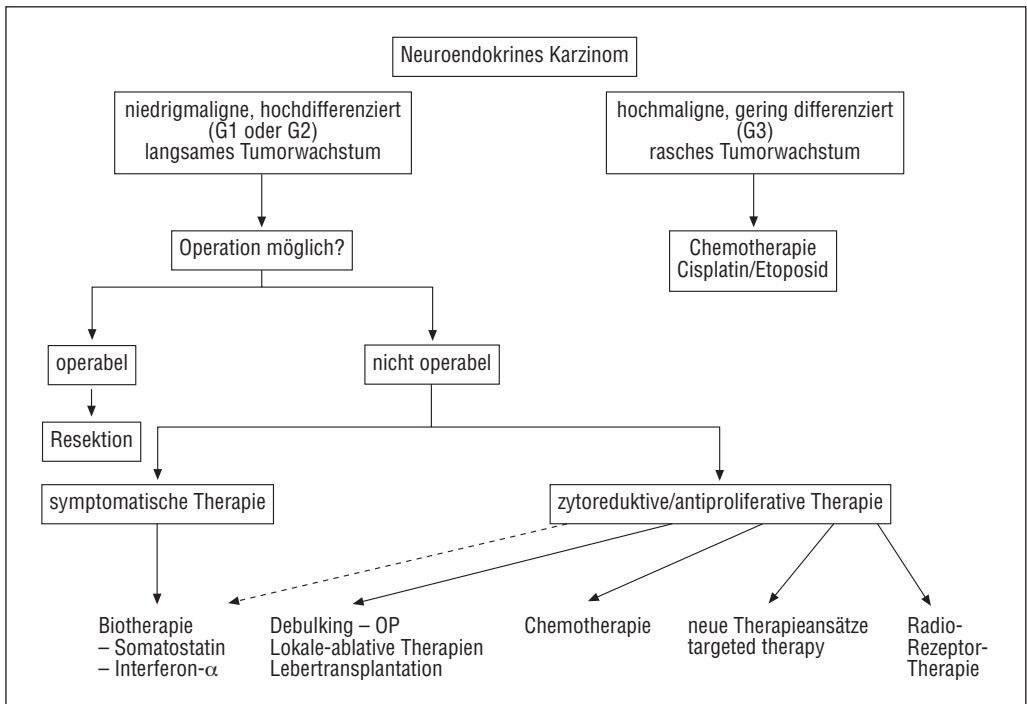 Neuroendokrines Karzinom
niedrigmaligne, hochdifferenziert
(G1 oder G2)
langsames Tumorwachstum
hochmaligne, gering differenziert
(G3)
rasches Tumorwachstum
Operation möglich?
Chemotherapie
Cisplatin/Etoposid
operabel
nicht operabel
Resektion
symptomatische Therapie
zytoreduktive/antiproliferative Therapie
Biotherapie
– Somatostatin
– Interferon-α
Debulking – OP
Lokale-ablative Therapien
Lebertransplantation
Chemotherapie
neue Therapieansätze
targeted therapy
Radio-
Rezeptor-
Therapie